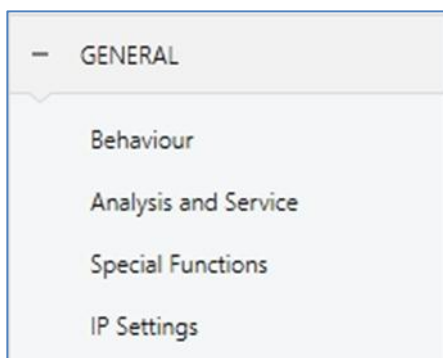 GENERAL
Behaviour
Analysis and Service
Special Functions
IP Settings